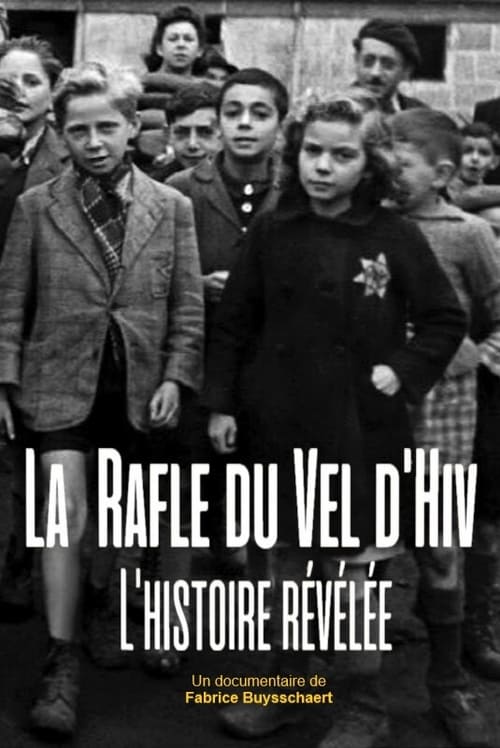 La Rafle du Vel d'Hiv
L'histoire révélée
Un documentaire de
Fabrice Buysschaert